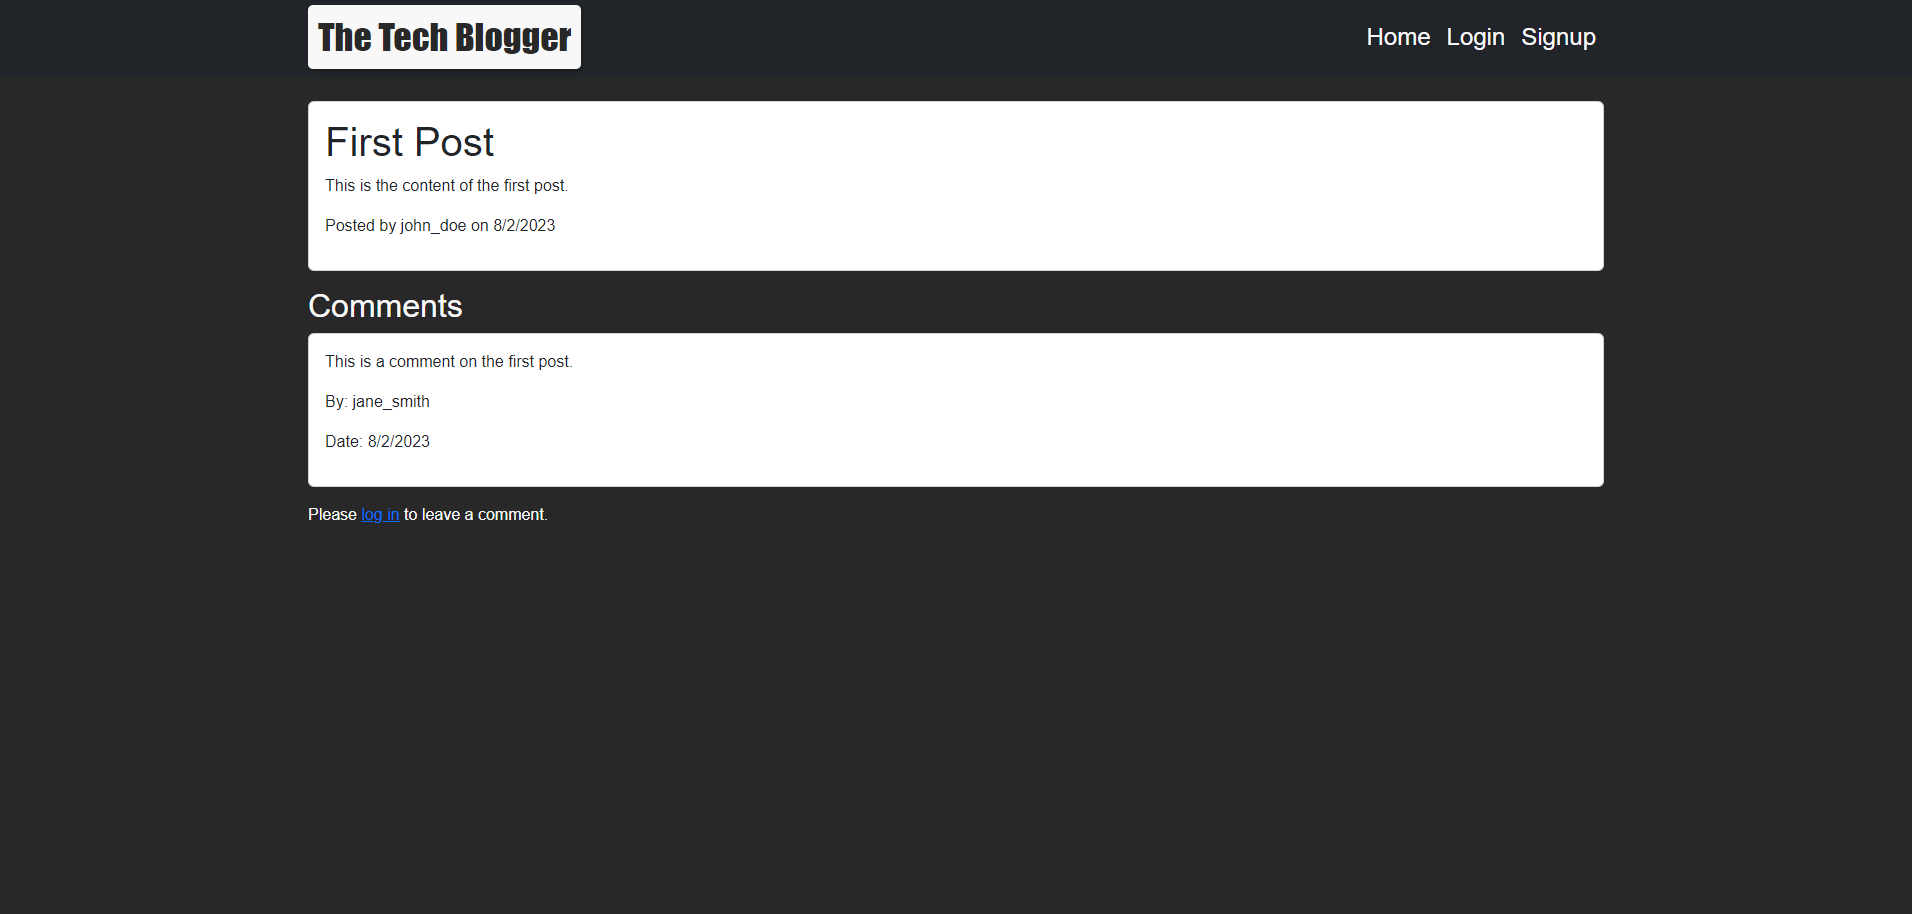 The Tech Blogger
Home Login Signup
First Post
This is the content of the first post.
Posted by john_doe on 8/2/2023
Comments
This is a comment on the first post.
By: jane_smith
Date: 8/2/2023
Please log in to leave a comment.